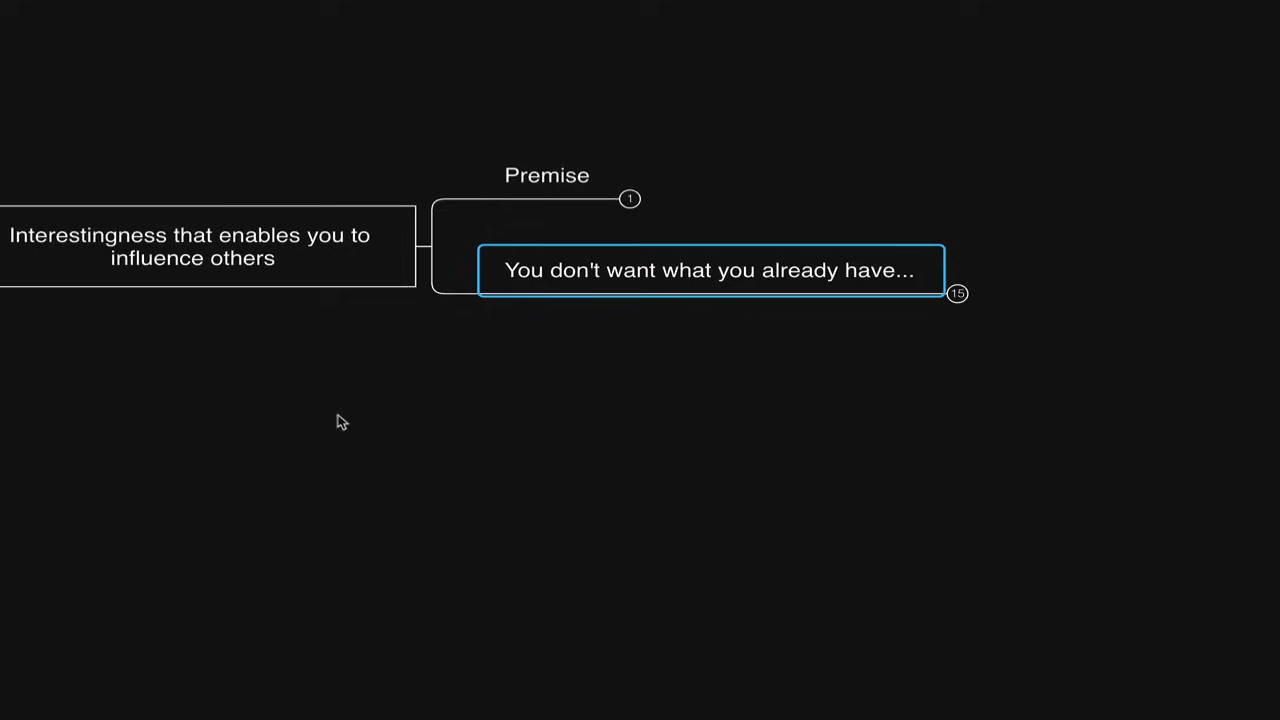 Premise
1
Interestingness that enables you to
influence others
You don't want what you already have...
15